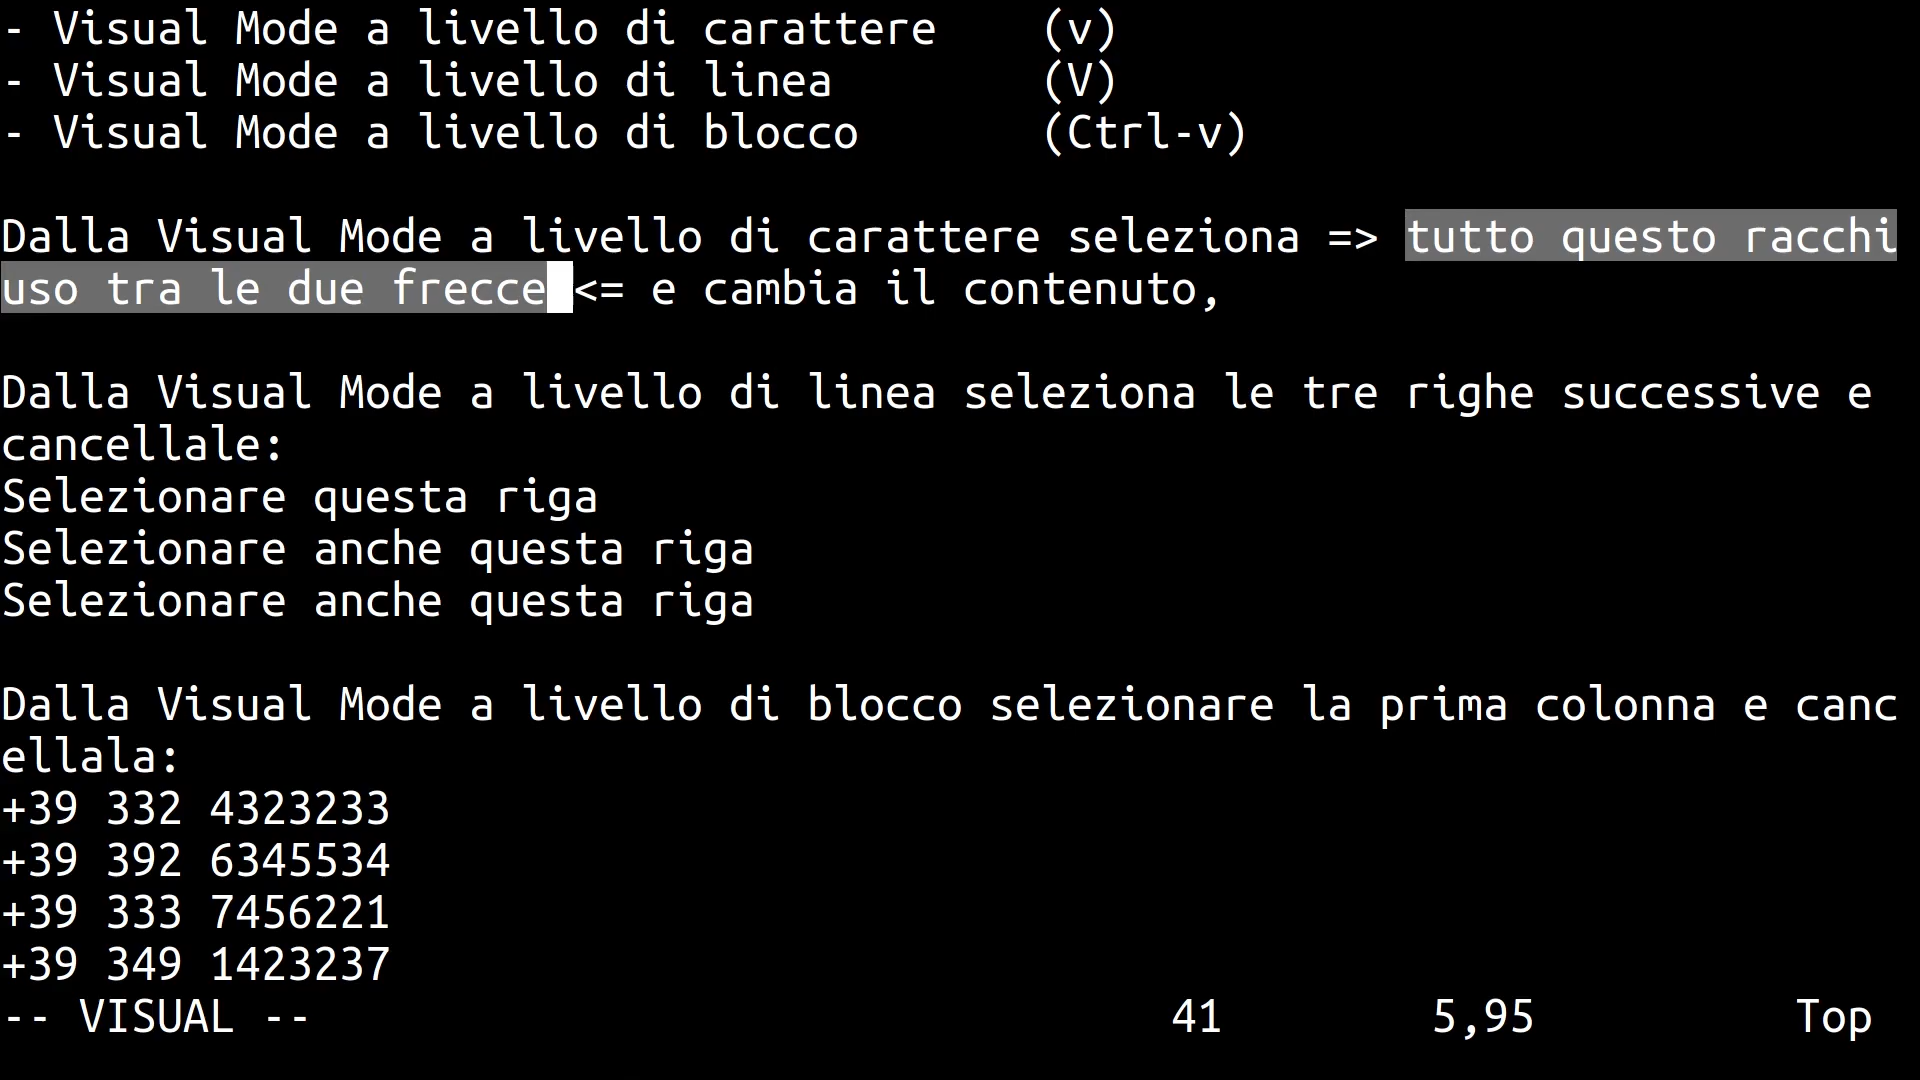 - Visual Mode a livello di carattere    (v)
- Visual Mode a livello di linea        (V)
- Visual Mode a livello di blocco       (Ctrl-v)
Dalla Visual Mode a livello di carattere seleziona => tutto questo racchi
uso tra le due frecce <= e cambia il contenuto,
Dalla Visual Mode a livello di linea seleziona le tre righe successive e
cancellale:
Selezionare questa riga
Selezionare anche questa riga
Selezionare anche questa riga
Dalla Visual Mode a livello di blocco selezionare la prima colonna e canc
ellala:
+39 332 4323233
+39 392 6345534
+39 333 7456221
+39 349 1423237
-- VISUAL --                                 41        5,95          Top